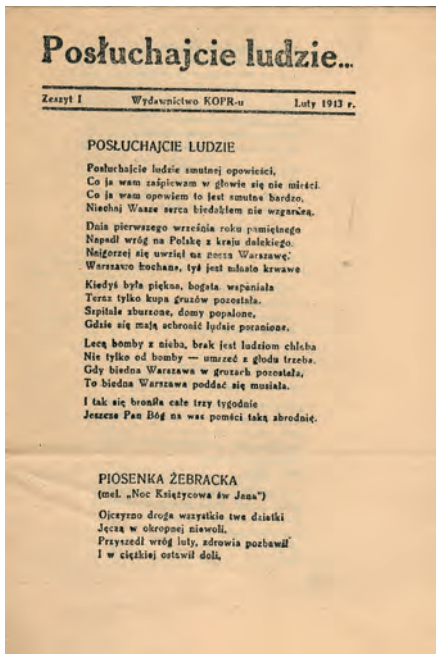 Posłuchajcie ludzie...
Zeszyt I Wydawnictwo KOPR-u Luty 1943 r.
POSŁUCHAJCIE LUDZIE
Posłuchajcie ludzie smutnej opowieści,
Co ja wam zaśpiewam w głowie się nie mieści.
Co ja wam opowiem to jest smutne bardzo,
Niechaj Wasze serca biedakiem nie wzgardzą.
Dnia pierwszego września roku pamiętnego
Napadł wróg na Polskę z kraju dalekiego.
Najgorzej się uwziął na nasza Warszawę.
Warszawo kochana, tyś jest miasto krwawe
Kiedyś była piękna, bogata, wspaniała
Teraz tylko kupa gruzów pozostała.
Szpitale zburzone, domy popalone,
Gdzie się mają schronić ludzie poranione.
Lecą bomby z nieba, brak jest ludziom chleba
Nie tylko od bomby — umrzeć z głodu trzeba.
Gdy biedna Warszawa w gruzach pozostała,
To biedna Warszawa poddać się musiała.
I tak się broniła całe trzy tygodnie
Jeszcze Pan Bóg na was pomści taką zbrodnię.
PIOSENKA ŻEBRACKA
(mel. „Noc Księżycowa św Jana")
Ojczyzno droga wszystkie twe dziatki
Jęczą w okropnej niewoli,
Przyszedł wróg luty, zdrowia pozbawił
I w ciężkiej ostawił doli,